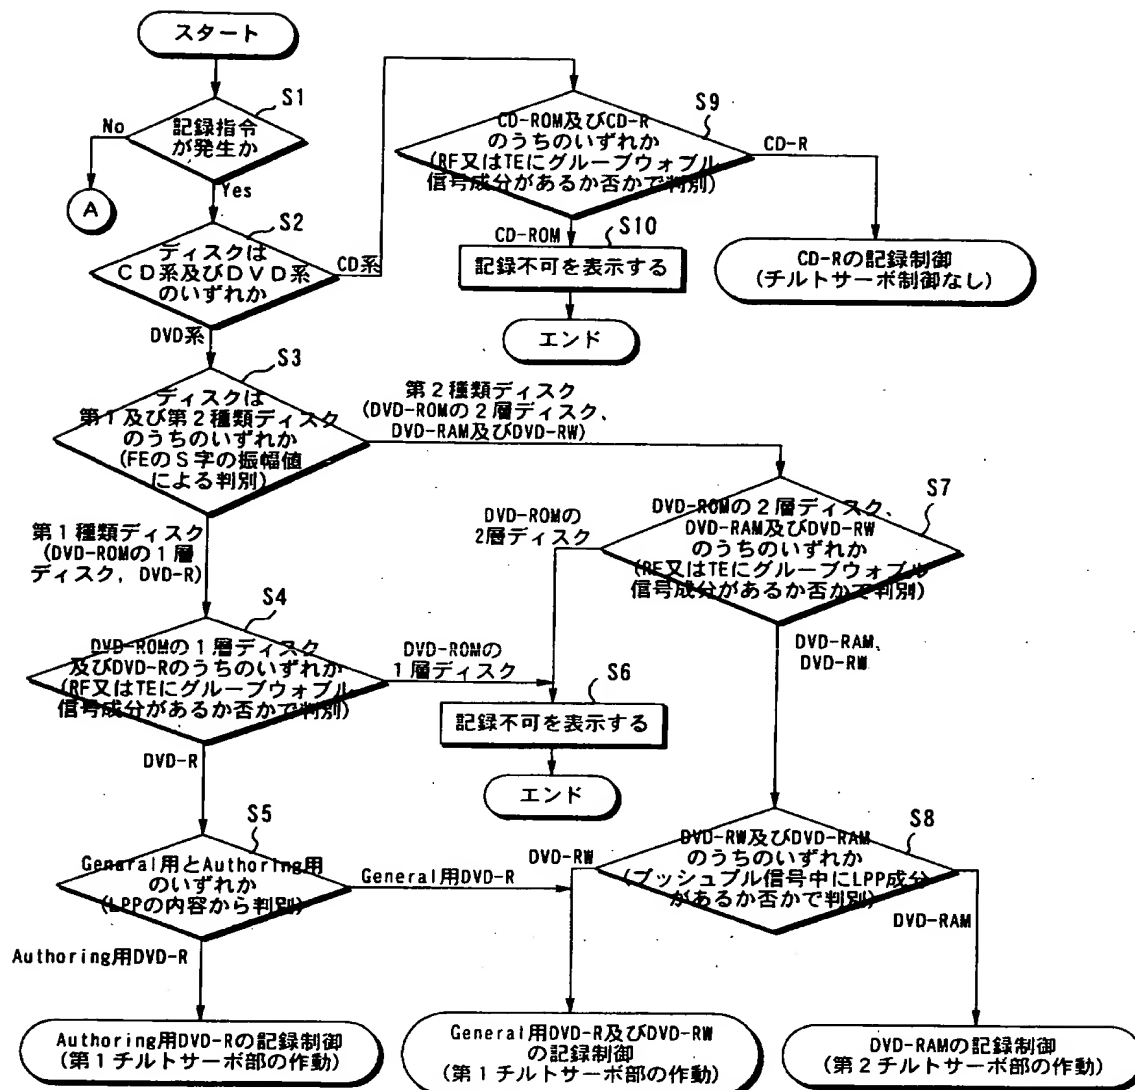 スタート
S1
記録指令
が発生か
No
Yes
A
S2
ディスクは
CD系及びDVD系
のいずれか
CD系
DVD系
S9
CD-ROM及びCD-R
のうちのいずれか
(RF又はTEにグルーブウォブル
信号成分があるか否かで判別)
CD-R
CD-ROM
S10
記録不可を表示する
エンド
CD-Rの記録制御
(チルトサーボ制御なし)
S3
ディスクは
第1及び第2種類ディスク
のうちのいずれか
(FEのS字の振幅値
による判別)
第2種類ディスク
(DVD-ROMの2層ディスク、
DVD-RAM及びDVD-RW)
第1種類ディスク
(DVD-ROMの1層
ディスク, DVD-R)
S7
DVD-ROMの2層ディスク、
DVD-RAM及びDVD-RW
のうちのいずれか
(RF又はTEにグルーブウォブル
信号成分があるか否かで判別)
DVD-ROMの
2層ディスク
DVD-RAM、
DVD-RW
S4
DVD-ROMの1層ディスク
及びDVD-Rのうちのいずれか
(RF又はTEにグルーブウォブル
信号成分があるか否かで判別)
DVD-ROMの
1層ディスク
DVD-R
S6
記録不可を表示する
エンド
S5
General用とAuthoring用
のいずれか
(LPPの内容から判別)
General用DVD-R
Authoring用DVD-R
S8
DVD-RW及びDVD-RAM
のうちのいずれか
(プッシュプル信号中にLPP成分
があるか否かで判別)
DVD-RW
DVD-RAM
Authoring用DVD-Rの記録制御
(第1チルトサーボ部の作動)
General用DVD-R及びDVD-RW
の記録制御
(第1チルトサーボ部の作動)
DVD-RAMの記録制御
(第2チルトサーボ部の作動)